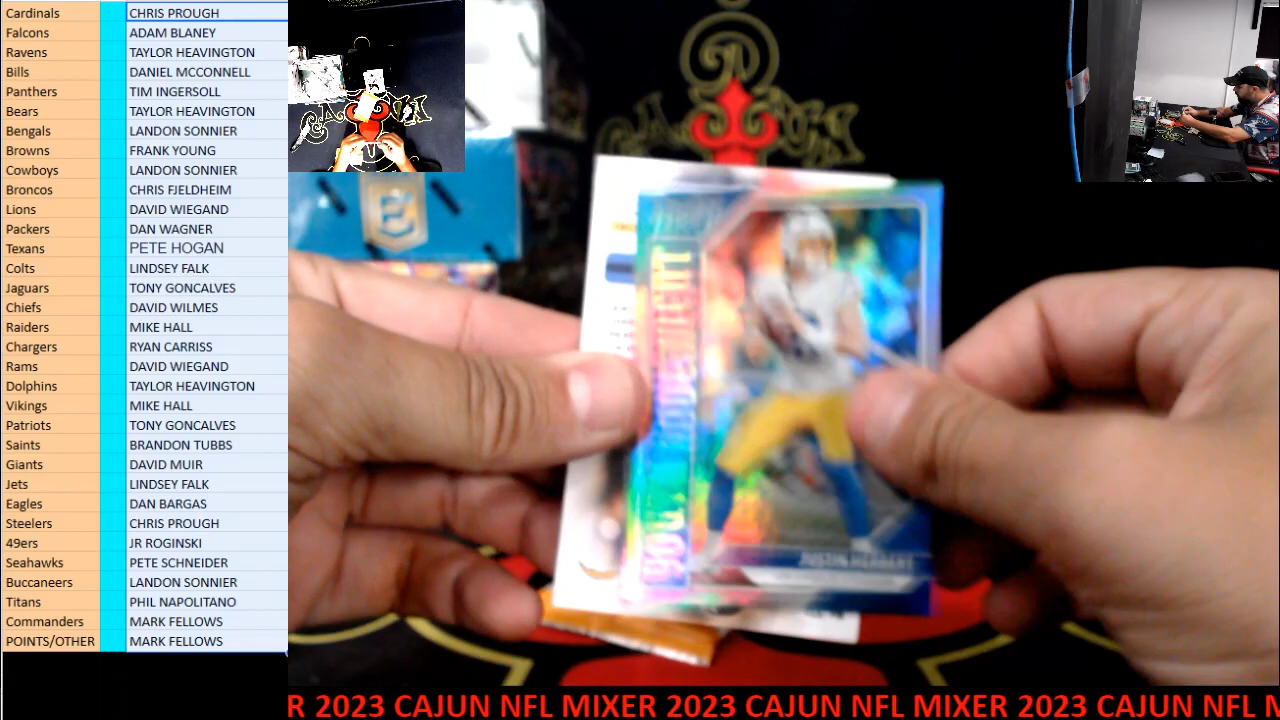 Cardinals CHRIS PROUGH
Falcons ADAM BLANEY
Ravens TAYLOR HEAVINGTON
Bills DANIEL MCCONNELL
Panthers TIM INGERSOLL
Bears TAYLOR HEAVINGTON
Bengals LANDON SONNIER
Browns FRANK YOUNG
Cowboys LANDON SONNIER
Broncos CHRIS FJELDHEIM
Lions DAVID WIEGAND
Packers DAN WAGNER
Texans PETE HOGAN
Colts LINDSEY FALK
Jaguars TONY GONCALVES
Chiefs DAVID WILMES
Raiders MIKE HALL
Chargers RYAN CARRISS
Rams DAVID WIEGAND
Dolphins TAYLOR HEAVINGTON
Vikings MIKE HALL
Patriots TONY GONCALVES
Saints BRANDON TUBBS
Giants DAVID MUIR
Jets LINDSEY FALK
Eagles DAN BARGAS
Steelers CHRIS PROUGH
49ers JR ROGINSKI
Seahawks PETE SCHNEIDER
Buccaneers LANDON SONNIER
Titans PHIL NAPOLITANO
Commanders MARK FELLOWS
POINTS/OTHER MARK FELLOWS
JUSTIN HERBERT
R 2023 CAJUN NFL MIXER 2023 CAJUN NFL MIXER 2023 CAJUN NFL M